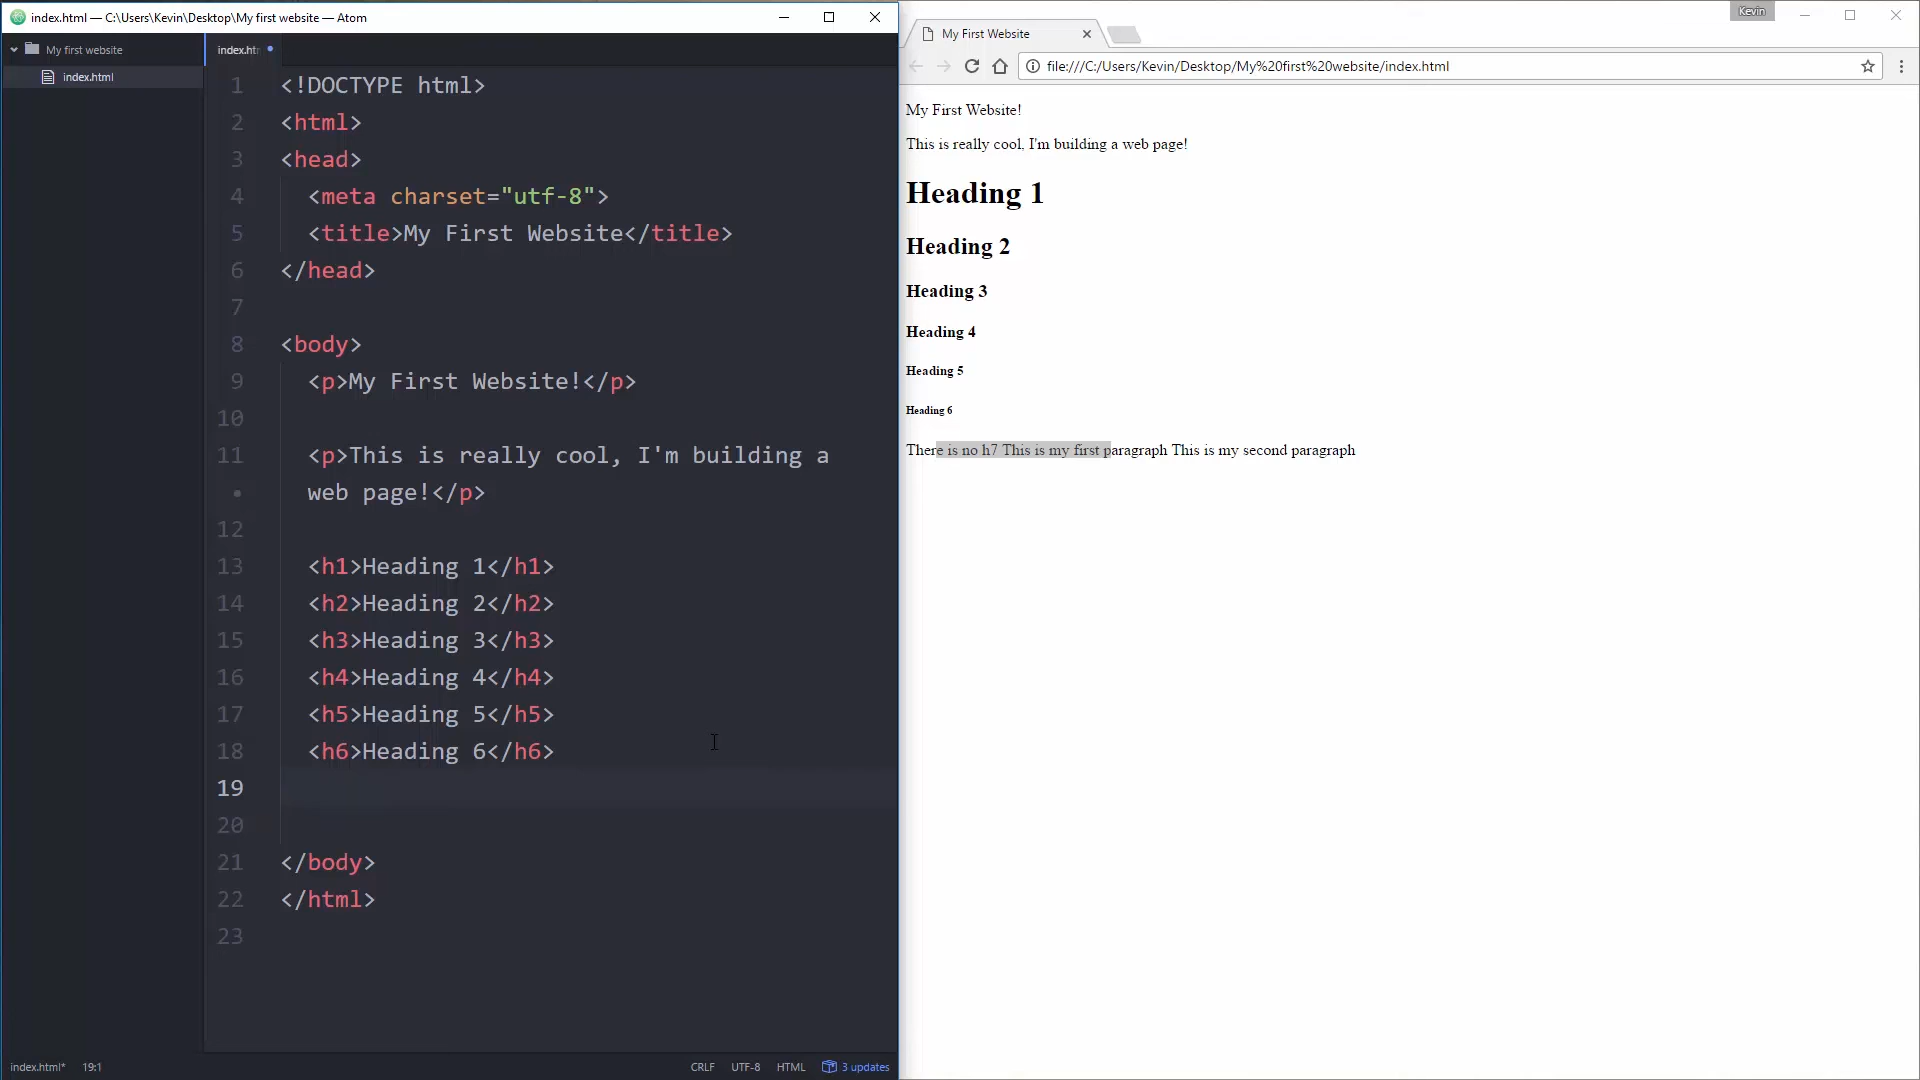 index.html — C:\Users\Kevin\Desktop\My first website — Atom
My first website
index.html
index.ht
1 <!DOCTYPE html>
2 <html>
3 <head>
4 <meta charset="utf-8">
5 <title>My First Website</title>
6 </head>
7
8 <body>
9 <p>My First Website!</p>
10
11 <p>This is really cool, I'm building a
• web page!</p>
12
13 <h1>Heading 1</h1>
14 <h2>Heading 2</h2>
15 <h3>Heading 3</h3>
16 <h4>Heading 4</h4>
17 <h5>Heading 5</h5>
18 <h6>Heading 6</h6>
19
20
21 </body>
22 </html>
23
index.html* 19:1 CRLF UTF-8 HTML 3 updates
Kevin
My First Website
file:///C:/Users/Kevin/Desktop/My%20first%20website/index.html
My First Website!
This is really cool, I'm building a web page!
Heading 1
Heading 2
Heading 3
Heading 4
Heading 5
Heading 6
There is no h7 This is my first paragraph This is my second paragraph